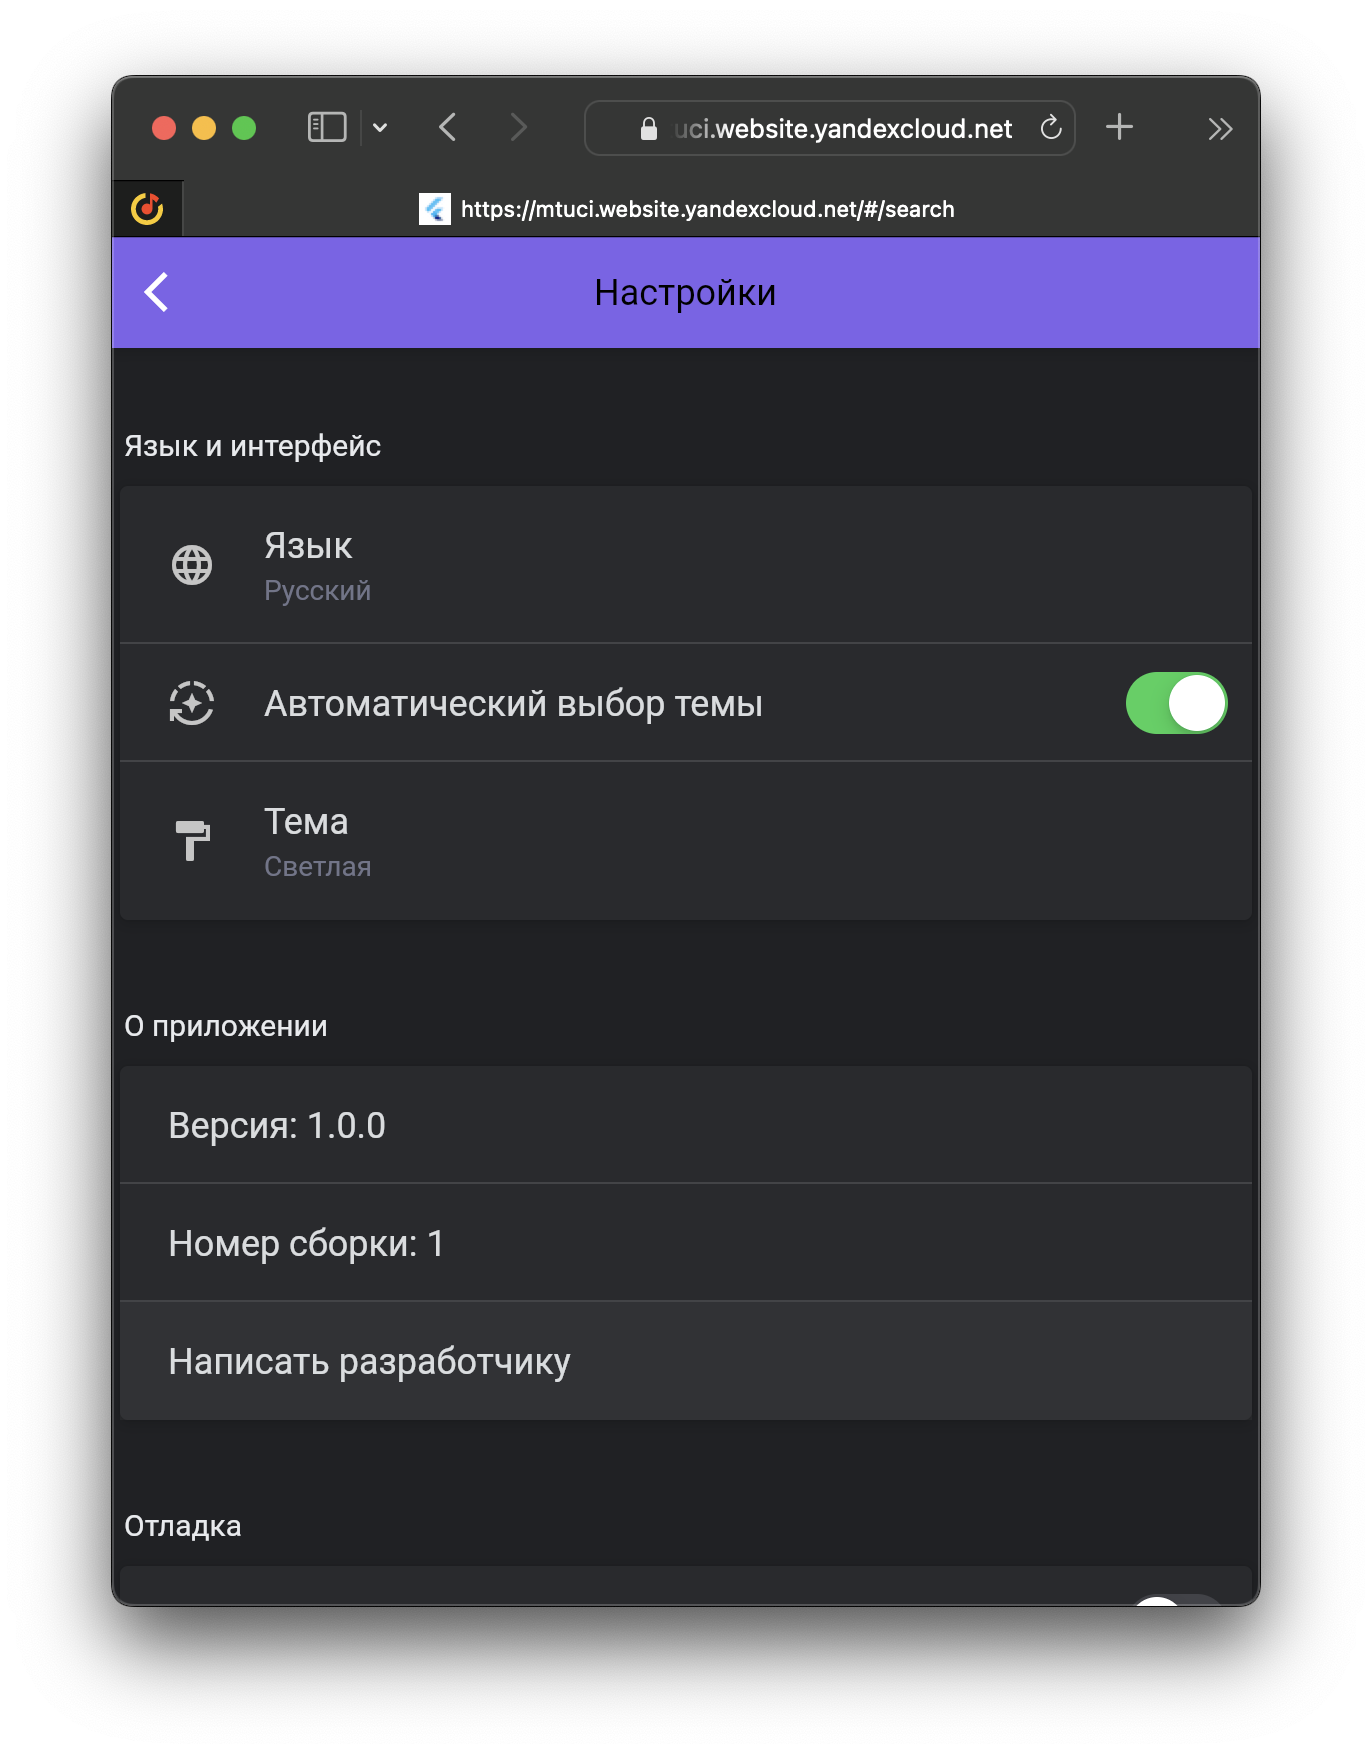 uci.website.yandexcloud.net
https://mtuci.website.yandexcloud.net/#/search
Настройки
Язык и интерфейс
Язык
Русский
Автоматический выбор темы
Тема
Светлая
О приложении
Версия: 1.0.0
Номер сборки: 1
Написать разработчику
Отладка